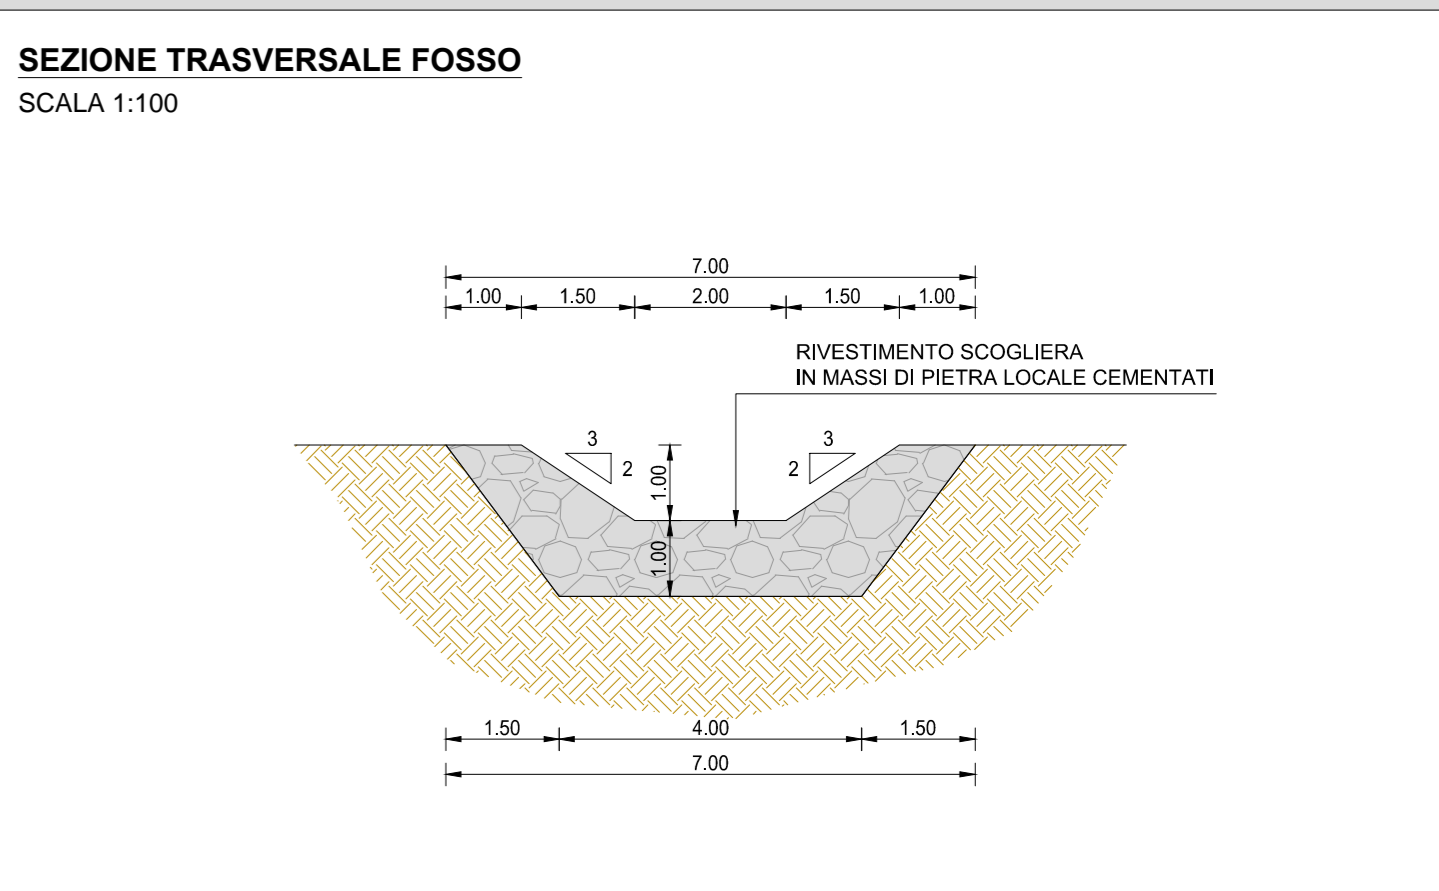 SEZIONE TRASVERSALE FOSSO
SCALA 1:100
7.00
1.00 1.50 2.00 1.50 1.00
RIVESTIMENTO SCOGLIERA
IN MASSI DI PIETRA LOCALE CEMENTATI
3 3
2 1.00 2
1.00
1.50 4.00 1.50
7.00